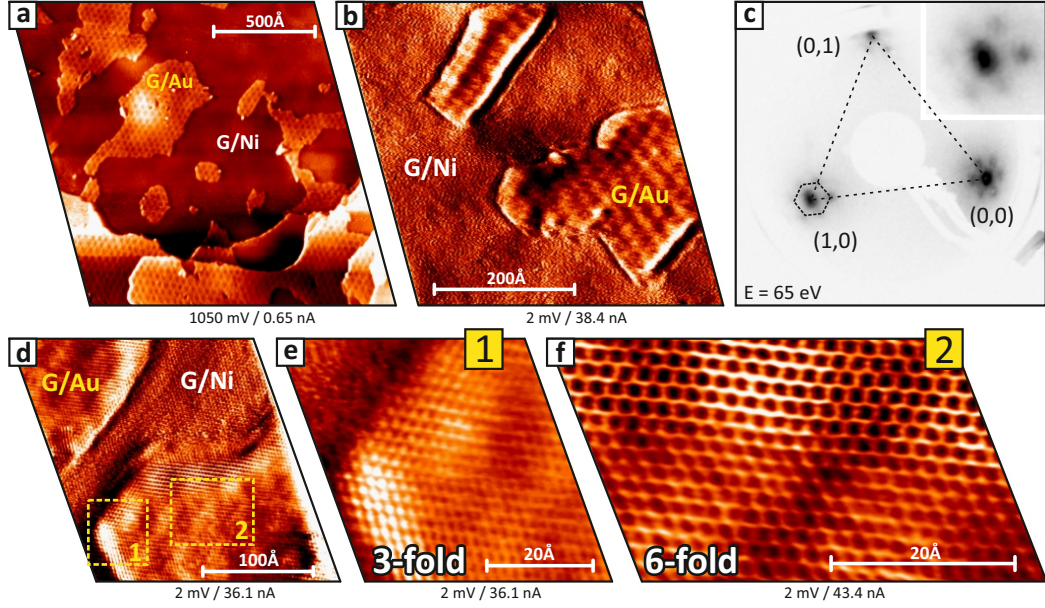 a
500Å
G/Au
G/Ni
1050 mV / 0.65 nA
b
G/Ni
G/Au
200Å
2 mV / 38.4 nA
c
(0,1)
(1,0)
(0,0)
E = 65 eV
d
G/Au
G/Ni
1
2
100Å
2 mV / 36.1 nA
e
1
3-fold
20Å
2 mV / 36.1 nA
f
2
6-fold
20Å
2 mV / 43.4 nA